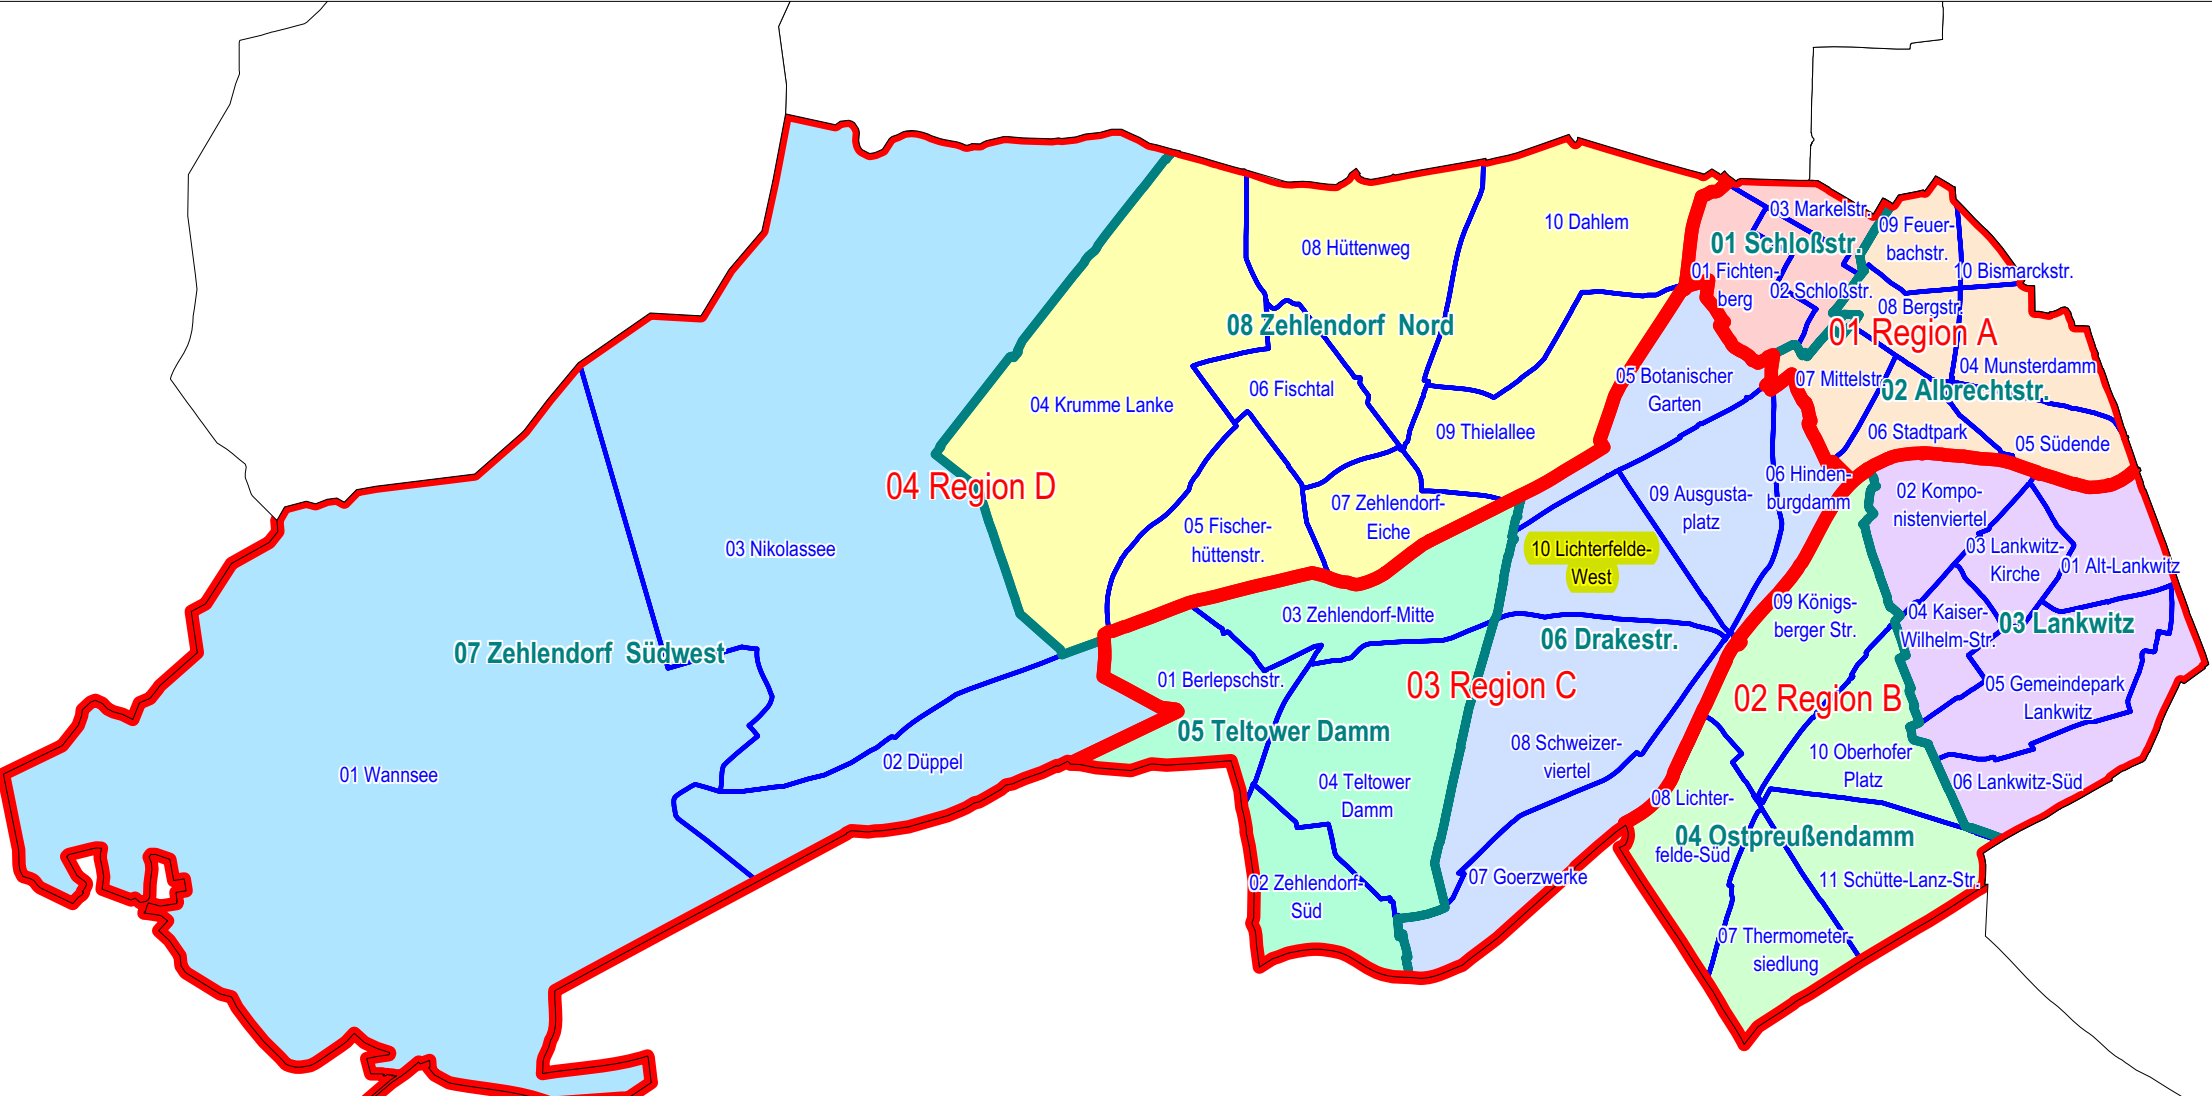 03 Markelstr.
10 Dahlem
09 Feuer-
bachstr.
08 Hüttenweg
01 Schloßstr.
01 Fichten-
berg
10 Bismarckstr.
02 Schloßstr.
08 Bergstr.
08 Zehlendorf Nord
01 Region A
04 Munsterdamm
05 Botanischer
Garten
07 Mittelstr.
06 Fischtal
02 Albrechtstr.
04 Krumme Lanke
09 Thielallee
06 Stadtpark
05 Südende
04 Region D
06 Hinden-
burgdamm
09 Ausgusta-
platz
02 Kompo-
nistenviertel
07 Zehlendorf-
Eiche
05 Fischer-
hüttenstr.
03 Nikolassee
10 Lichterfelde-
West
03 Lankwitz-
Kirche
01 Alt-Lankwitz
09 Königs-
berger Str.
03 Zehlendorf-Mitte
04 Kaiser-
Wilhelm-Str.
03 Lankwitz
06 Drakestr.
07 Zehlendorf Südwest
01 Berlepschstr.
03 Region C
02 Region B
05 Gemeindepark
Lankwitz
05 Teltower Damm
08 Schweizer-
viertel
10 Oberhofer
Platz
02 Düppel
01 Wannsee
04 Teltower
Damm
06 Lankwitz-Süd
08 Lichter-
felde-Süd
04 Ostpreußendamm
07 Goerzwerke
02 Zehlendorf-
Süd
11 Schütte-Lanz-Str.
07 Thermometer-
siedlung